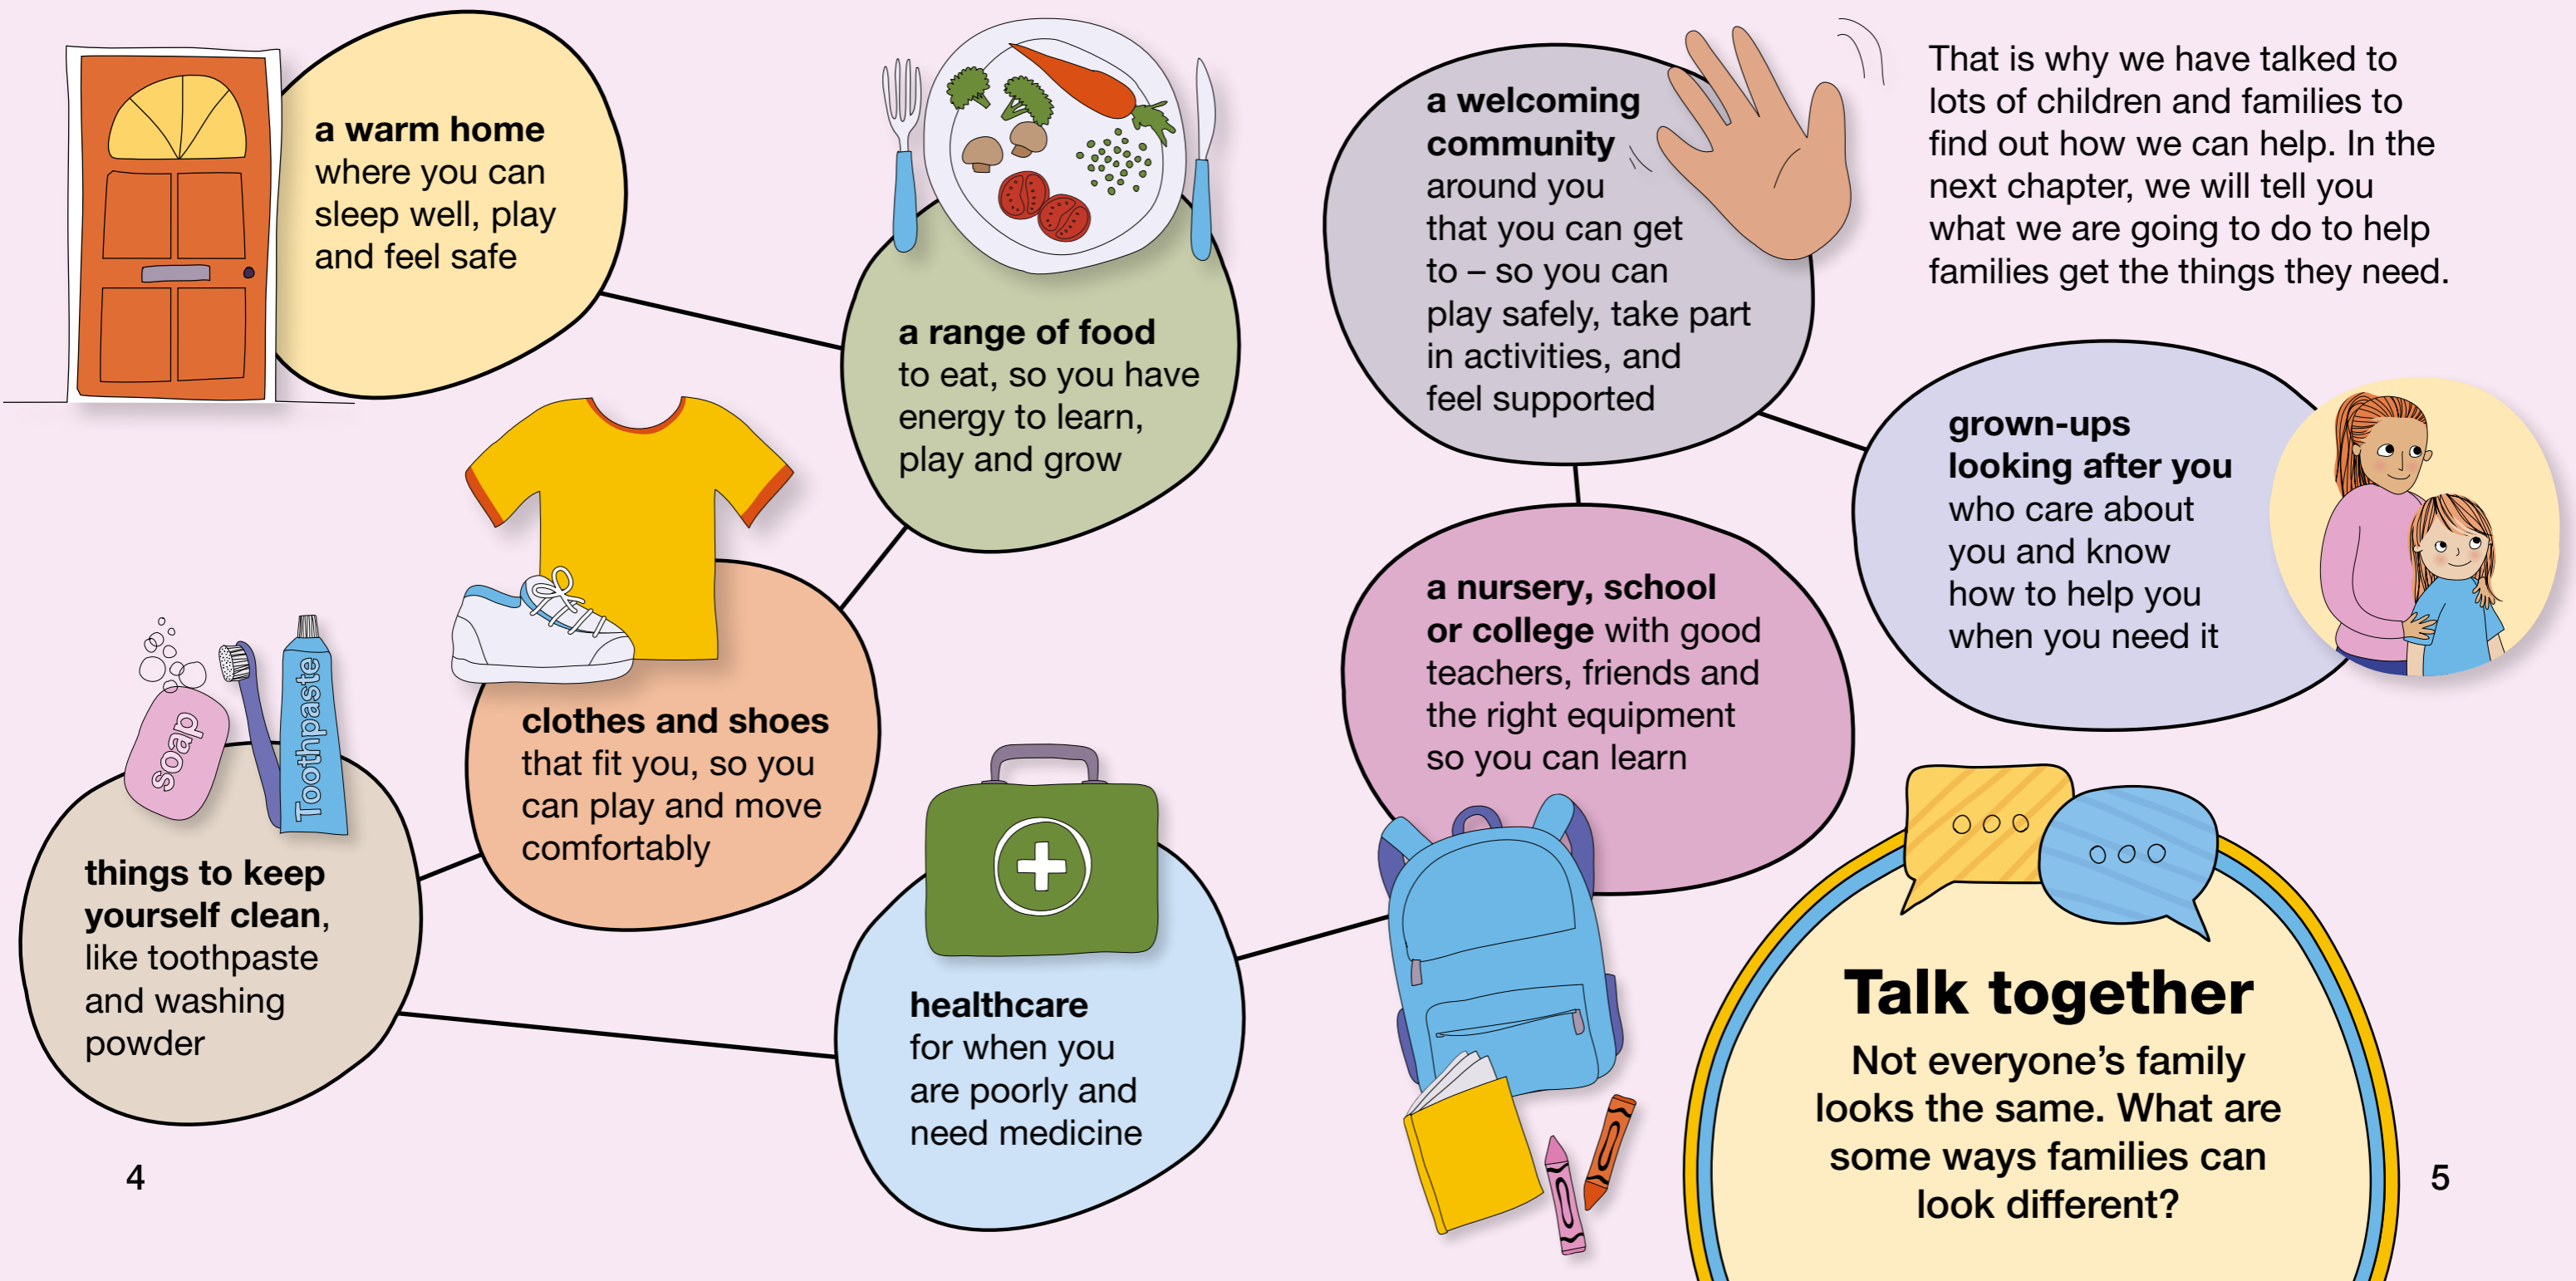 a warm home
where you can
sleep well, play
and feel safe
a range of food
to eat, so you have
energy to learn,
play and grow
clothes and shoes
that fit you, so you
can play and move
comfortably
soap
Toothpaste
things to keep
yourself clean,
like toothpaste
and washing
powder
healthcare
for when you
are poorly and
need medicine
4
a welcoming
community
around you
that you can get
to – so you can
play safely, take part
in activities, and
feel supported
a nursery, school
or college with good
teachers, friends and
the right equipment
so you can learn
That is why we have talked to
lots of children and families to
find out how we can help. In the
next chapter, we will tell you
what we are going to do to help
families get the things they need.
grown-ups
looking after you
who care about
you and know
how to help you
when you need it
Talk together
Not everyone’s family
looks the same. What are
some ways families can
look different?
5